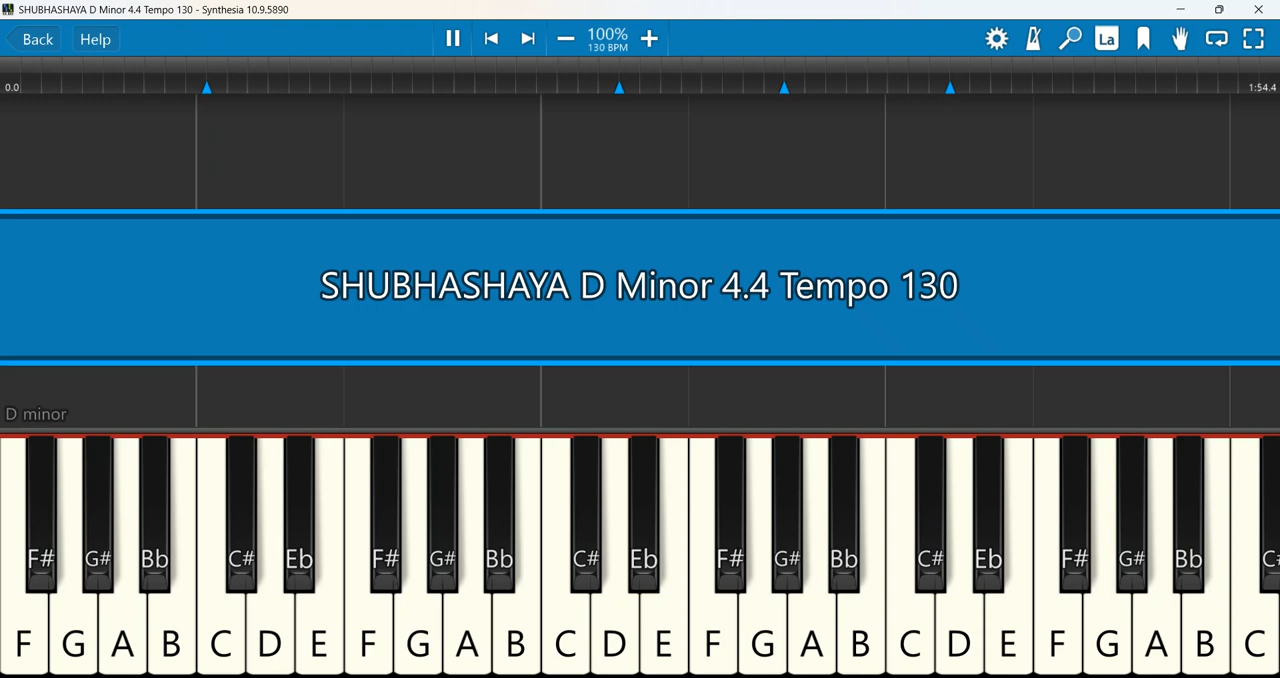 SHUBHASHAYA D Minor 4.4 Tempo 130 - Synthesia 10.9.5890
Back Help 100% La
130 BPM
0.0 1:54.4
SHUBHASHAYA D Minor 4.4 Tempo 130
D minor
F# G# Bb C# Eb F# G# Bb C# Eb F# G# Bb C# Eb F# G# Bb C
F G A B C D E F G A B C D E F G A B C D E F G A B C